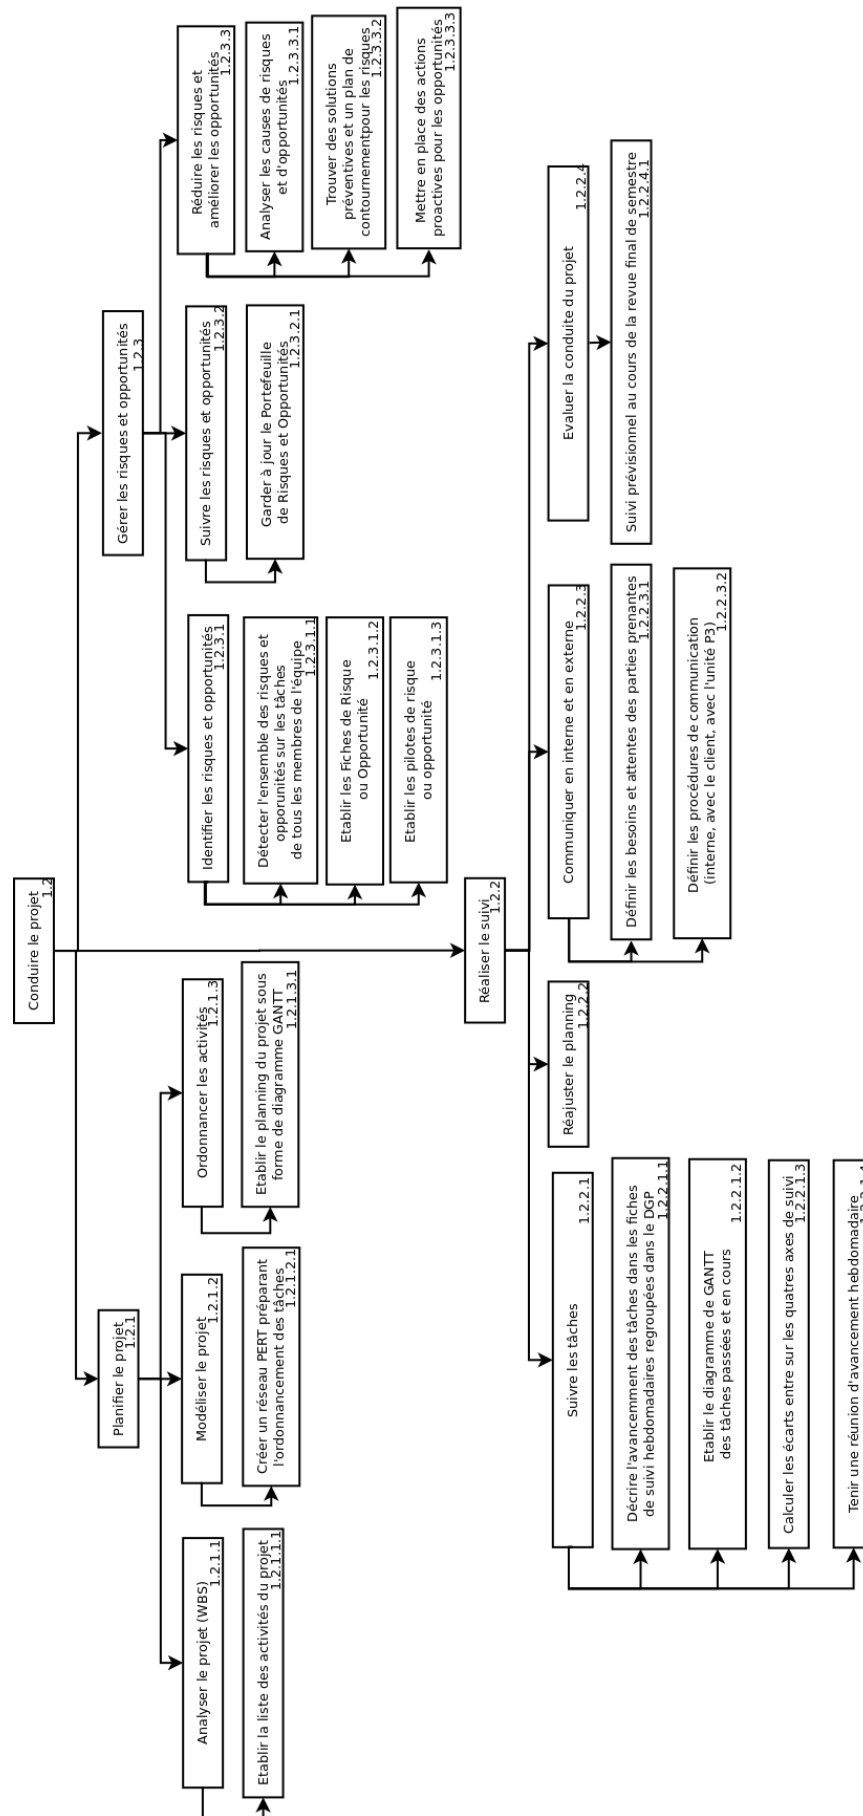 Conduire le projet
1.2
Planifier le projet
1.2.1
Analyser le projet (WBS)
1.2.1.1
Etablir la liste des activités du projet
1.2.1.1.1
Modéliser le projet
1.2.1.2
Créer un réseau PERT préparant
l'ordonnancement des tâches
1.2.1.2.1
Ordonnancer les activités
1.2.1.3
Etablir le planning du projet sous
forme de diagramme GANTT
1.2.1.3.1
Gérer les risques et opportunités
1.2.3
Identifier les risques et opportunités
1.2.3.1
Détecter l'ensemble des risques et
opporunités sur les tâches
de tous les membres de l'équipe
1.2.3.1.1
Etablir les Fiches de Risque
ou Opportunité
1.2.3.1.2
Etablir les pilotes de risque
ou opportunité
1.2.3.1.3
Suivre les risques et opportunités
1.2.3.2
Garder à jour le Portefeuille
de Risques et Opportunités
1.2.3.2.1
Réduire les risques et
améliorer les opportunités
1.2.3.3
Analyser les causes de risques
et d'opportunités
1.2.3.3.1
Trouver des solutions
préventives et un plan de
contournementpour les risques
1.2.3.3.2
Mettre en place des actions
proactives pour les opportunités
1.2.3.3.3
Réaliser le suivi
1.2.2
Suivre les tâches
1.2.2.1
Décrire l'avancemment des tâches dans les fiches
de suivi hebdomadaires regroupées dans le DGP
1.2.2.1.1
Etablir le diagramme de GANTT
des tâches passées et en cours
1.2.2.1.2
Calculer les écarts entre sur les quatres axes de suivi
1.2.2.1.3
Tenir une réunion d'avancement hebdomadaire
Réajuster le planning
1.2.2.2
Communiquer en interne et en externe
1.2.2.3
Définir les besoins et attentes des parties prenantes
1.2.2.3.1
Définir les procédures de communication
(interne, avec le client, avec l'unité P3)
1.2.2.3.2
Evaluer la conduite du projet
1.2.2.4
Suivi prévisionnel au cours de la revue final de semestre
1.2.2.4.1